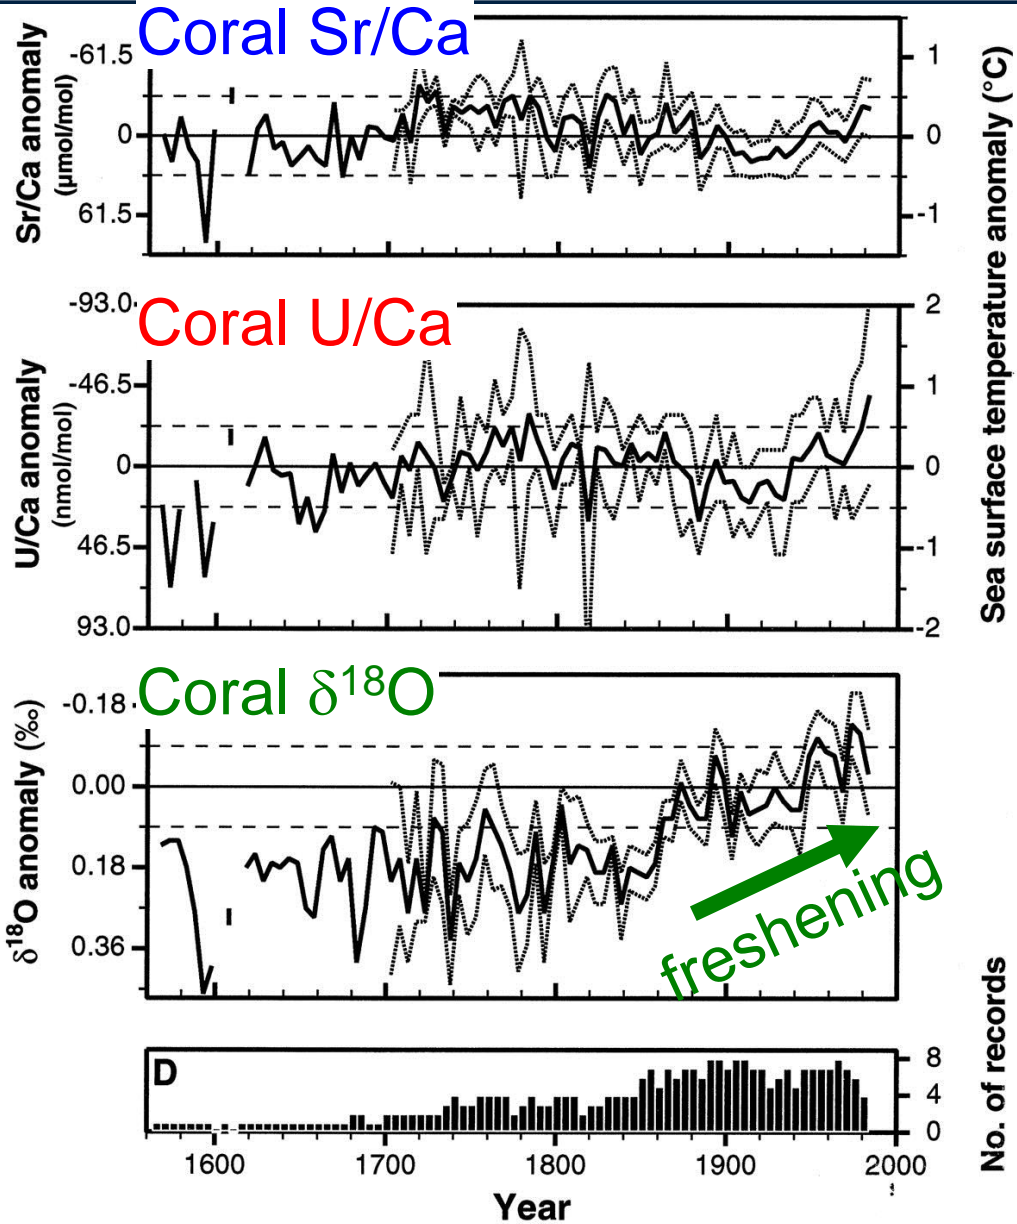 Coral Sr/Ca
Sr/Ca anomaly
(μmol/mol)
-61.5
0
61.5
1
0
-1
Coral U/Ca
U/Ca anomaly
(nmol/mol)
-93.0
-46.5
0
46.5
93.0
2
1
0
-1
-2
Sea surface temperature anomaly (°C)
Coral δ¹⁸O
δ¹⁸O anomaly (‰)
-0.18
0.00
0.18
0.36
freshening
D
8
4
0
No. of records
1600 1700 1800 1900 2000
Year